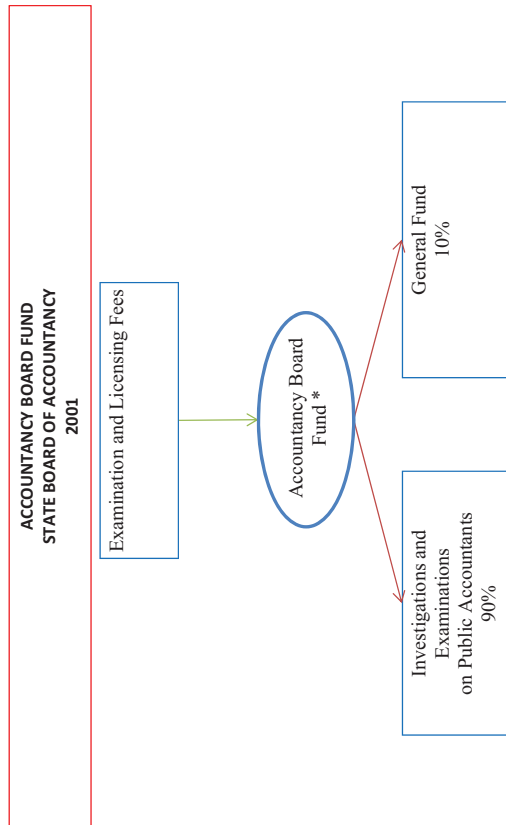 ACCOUNTANCY BOARD FUND
STATE BOARD OF ACCOUNTANCY
2001
Examination and Licensing Fees
Accountancy Board
Fund *
Investigations and
Examinations
on Public Accountants
90%
General Fund
10%